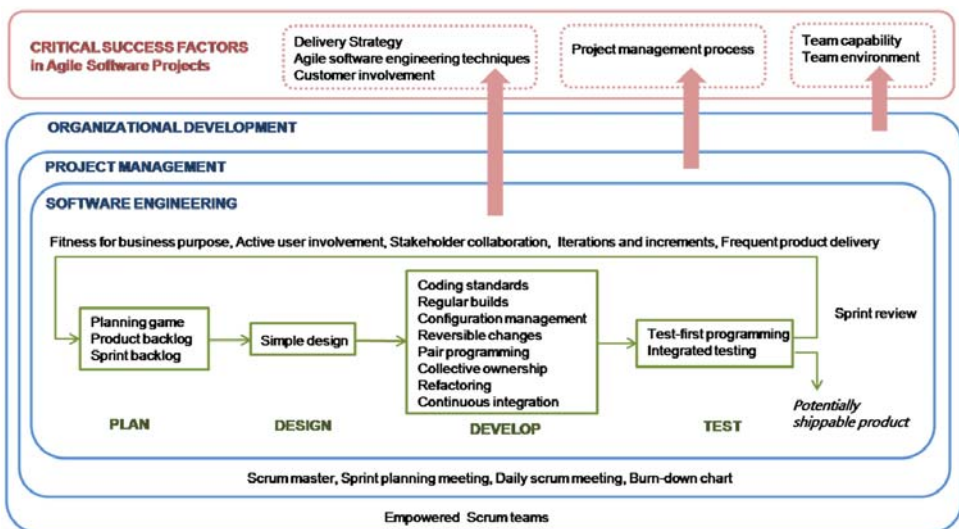 CRITICAL SUCCESS FACTORS
in Agile Software Projects
Delivery Strategy
Agile software engineering techniques
Customer involvement
Project management process
Team capability
Team environment
ORGANIZATIONAL DEVELOPMENT
PROJECT MANAGEMENT
SOFTWARE ENGINEERING
Fitness for business purpose, Active user involvement, Stakeholder collaboration, Iterations and increments, Frequent product delivery
Planning game
Product backlog
Sprint backlog
Simple design
Coding standards
Regular builds
Configuration management
Reversible changes
Pair programming
Collective ownership
Refactoring
Continuous integration
Test-first programming
Integrated testing
Sprint review
Potentially
shippable product
PLAN
DESIGN
DEVELOP
TEST
Scrum master, Sprint planning meeting, Daily scrum meeting, Burn-down chart
Empowered Scrum teams